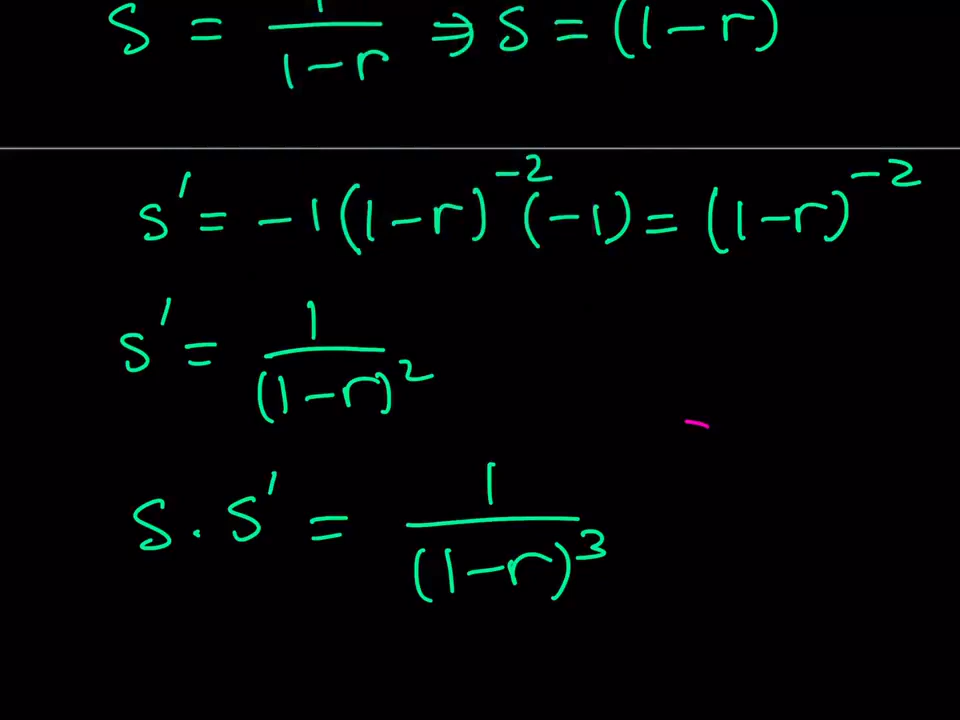 S = 1/(1-r) ⇒ S = (1-r)
s' = -1(1-r)^-2 (-1) = (1-r)^-2
s' = 1/(1-r)^2
S · S' = 1/(1-r)^3